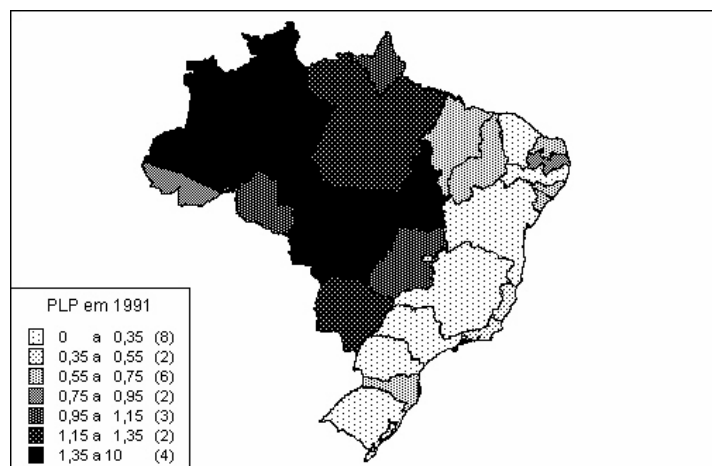 PLP em 1991
0 a 0,35 (8)
0,35 a 0,55 (2)
0,55 a 0,75 (6)
0,75 a 0,95 (2)
0,95 a 1,15 (3)
1,15 a 1,35 (2)
1,35 a 10 (4)